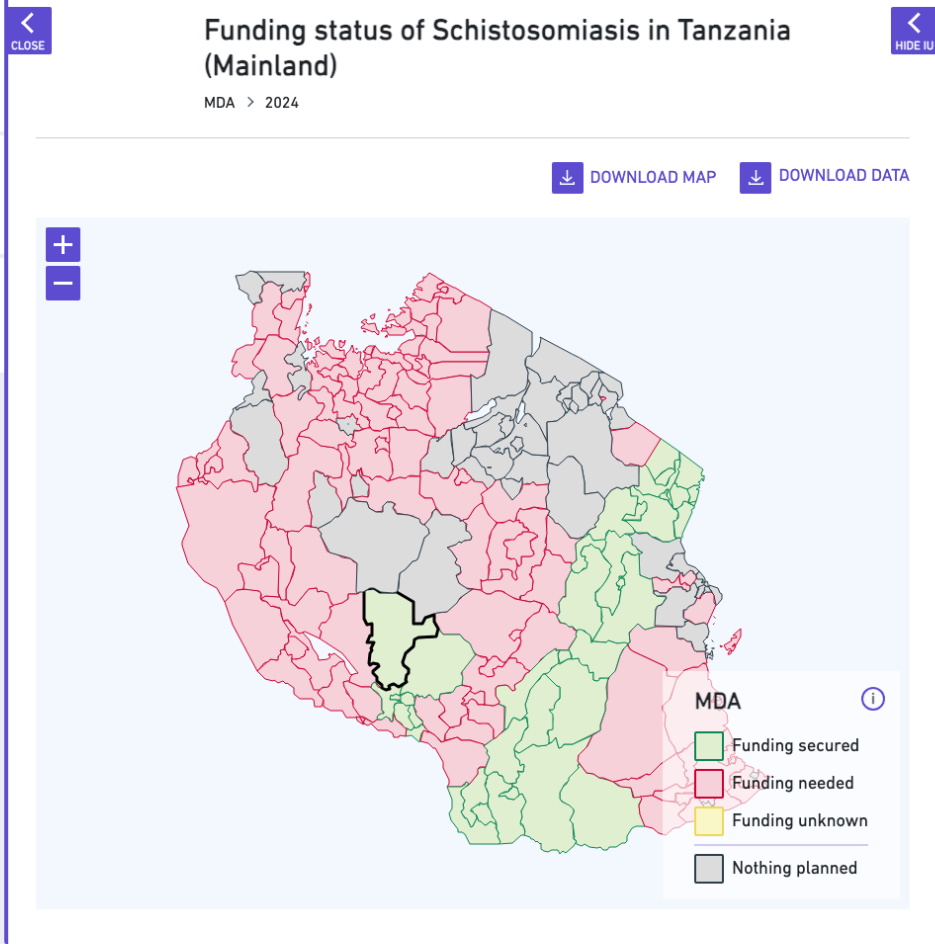 CLOSE
HIDE IU
Funding status of Schistosomiasis in Tanzania
(Mainland)
MDA > 2024
DOWNLOAD MAP
DOWNLOAD DATA
+
−
MDA
i
Funding secured
Funding needed
Funding unknown
Nothing planned